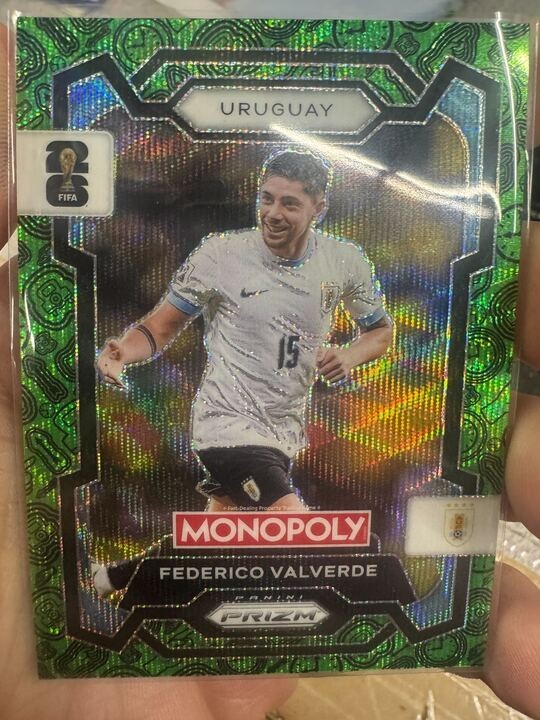 URUGUAY
26
FIFA
15
MONOPOLY
FEDERICO VALVERDE
PANINI
PRIZM